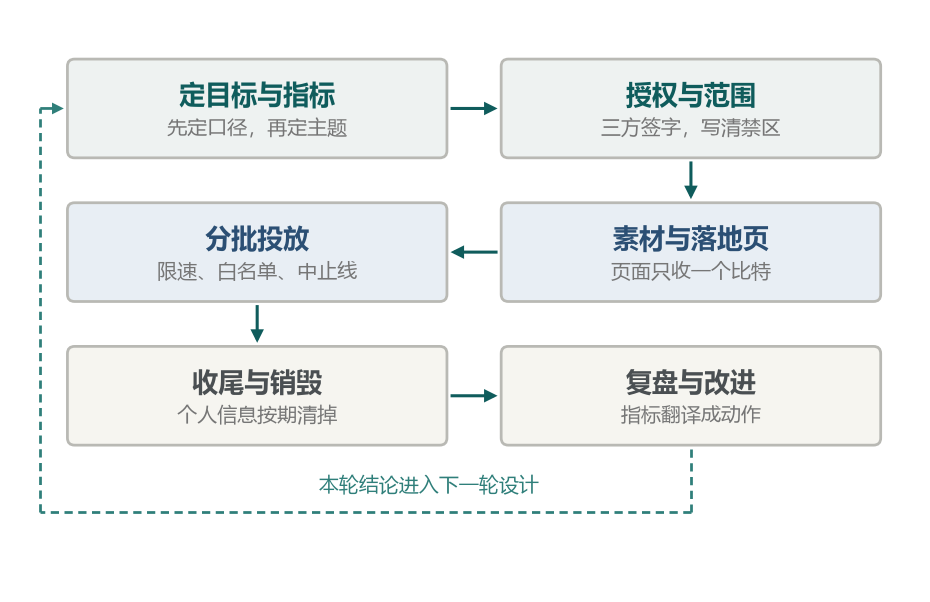 定目标与指标
先定口径，再定主题
授权与范围
三方签字，写清禁区
分批投放
限速、白名单、中止线
素材与落地页
页面只收一个比特
收尾与销毁
个人信息按期清掉
复盘与改进
指标翻译成动作
本轮结论进入下一轮设计